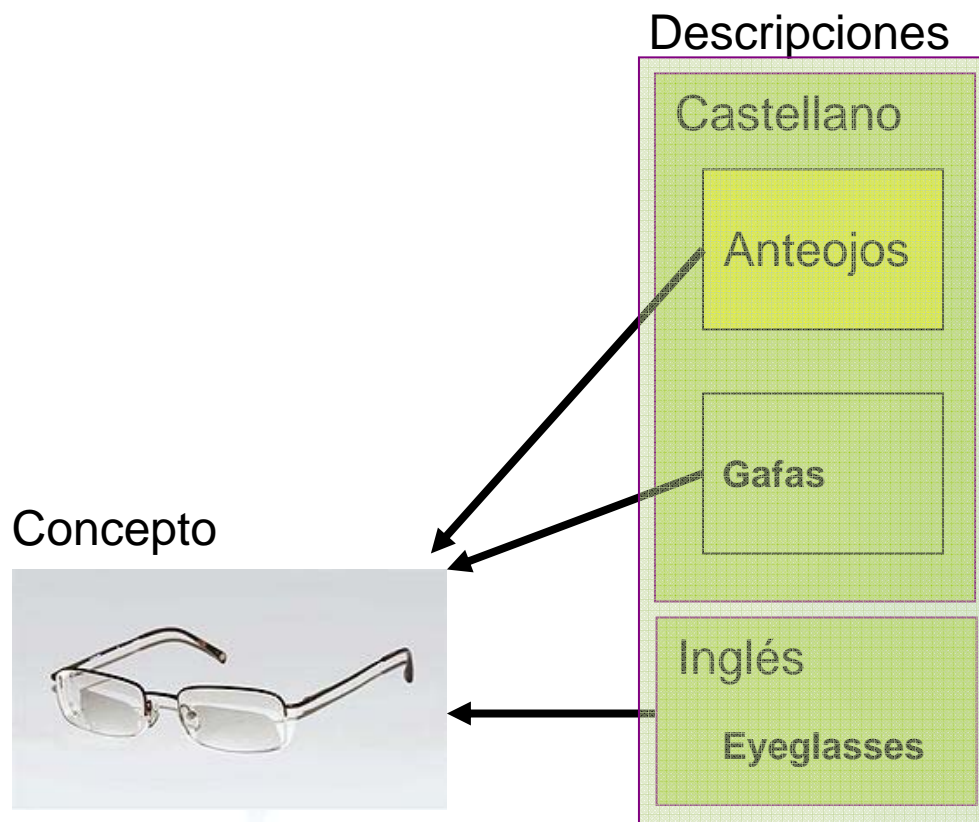 Descripciones
Castellano
Anteojos
Gafas
Concepto
Inglés
Eyeglasses